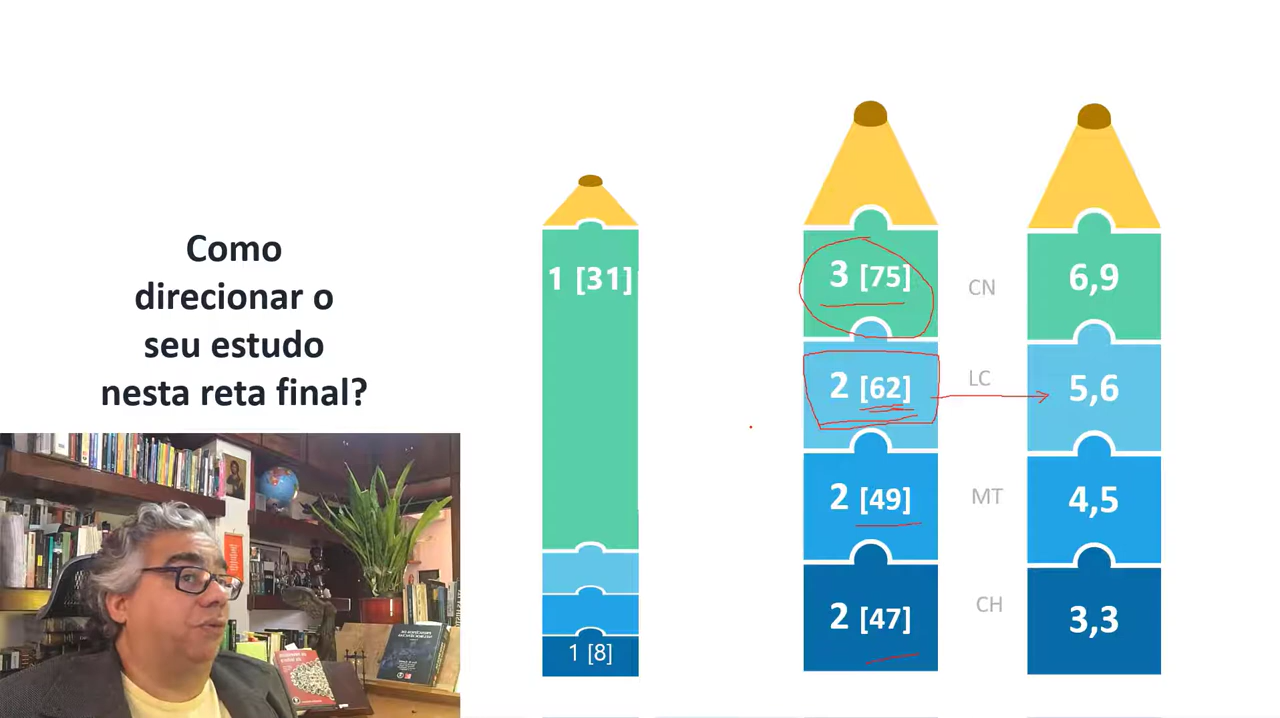 Como
direcionar o
seu estudo
nesta reta final?
1 [31]
1 [8]
3 [75]
CN
6,9
2 [62]
LC
5,6
2 [49]
MT
4,5
2 [47]
CH
3,3